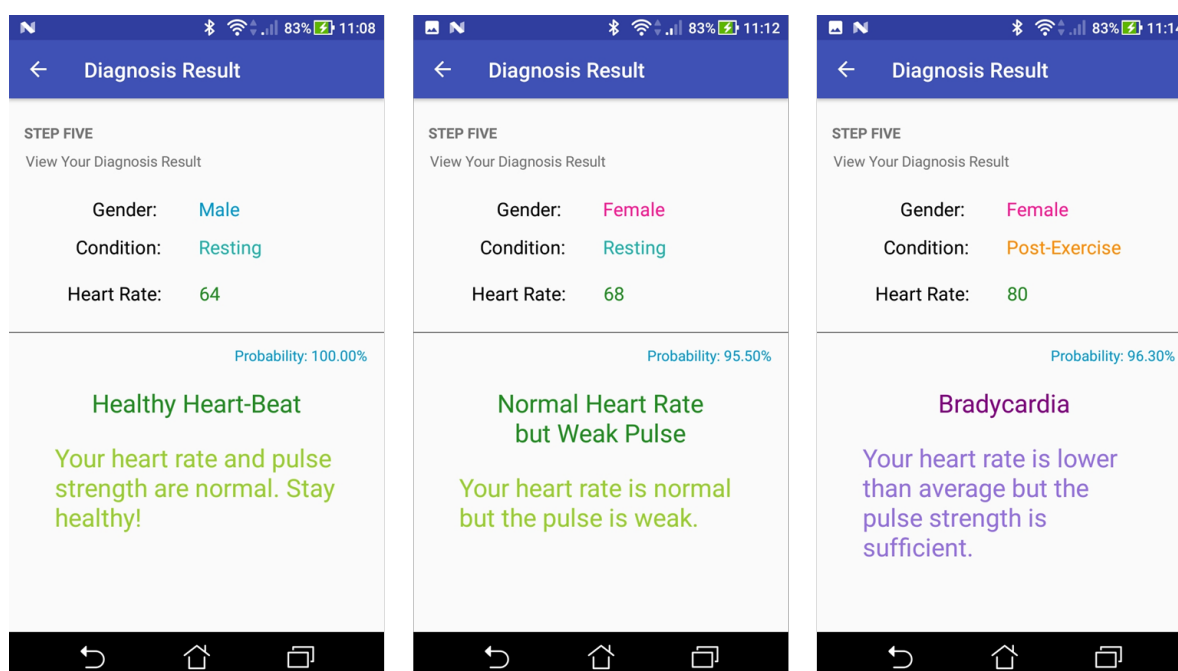 83% 11:08
Diagnosis Result
STEP FIVE
View Your Diagnosis Result
Gender: Male
Condition: Resting
Heart Rate: 64
Probability: 100.00%
Healthy Heart-Beat
Your heart rate and pulse
strength are normal. Stay
healthy!
83% 11:12
Diagnosis Result
STEP FIVE
View Your Diagnosis Result
Gender: Female
Condition: Resting
Heart Rate: 68
Probability: 95.50%
Normal Heart Rate
but Weak Pulse
Your heart rate is normal
but the pulse is weak.
83% 11:14
Diagnosis Result
STEP FIVE
View Your Diagnosis Result
Gender: Female
Condition: Post-Exercise
Heart Rate: 80
Probability: 96.30%
Bradycardia
Your heart rate is lower
than average but the
pulse strength is
sufficient.